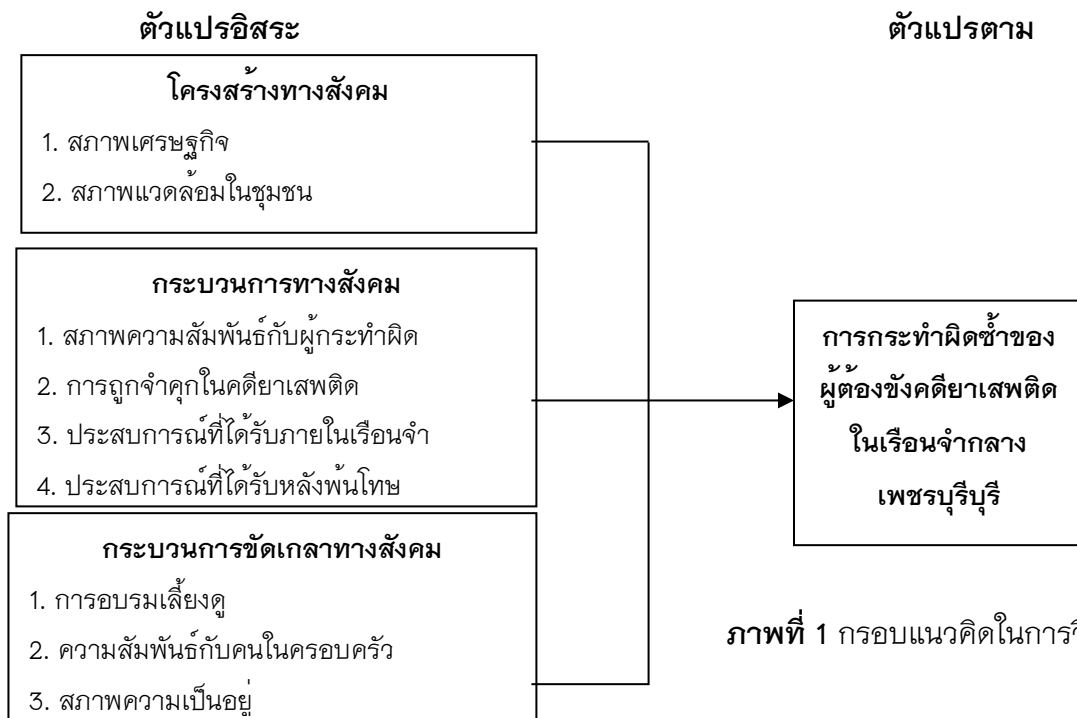 ตัวแปรอิสระ
ตัวแปรตาม
โครงสร้างทางสังคม
1. สภาพเศรษฐกิจ
2. สภาพแวดล้อมในชุมชน
กระบวนการทางสังคม
1. สภาพความสัมพันธ์กับผู้กระทำผิด
2. การถูกจำคุกในคดียาเสพติด
3. ประสบการณ์ที่ได้รับภายในเรือนจำ
4. ประสบการณ์ที่ได้รับหลังพ้นโทษ
กระบวนการขัดเกลาทางสังคม
1. การอบรมเลี้ยงดู
2. ความสัมพันธ์กับคนในครอบครัว
3. สภาพความเป็นอยู่
การกระทำผิดซ้ำของ
ผู้ต้องขังคดียาเสพติด
ในเรือนจำกลาง
เพชรบุรีบุรี
ภาพที่ 1 กรอบแนวคิดในการวิ